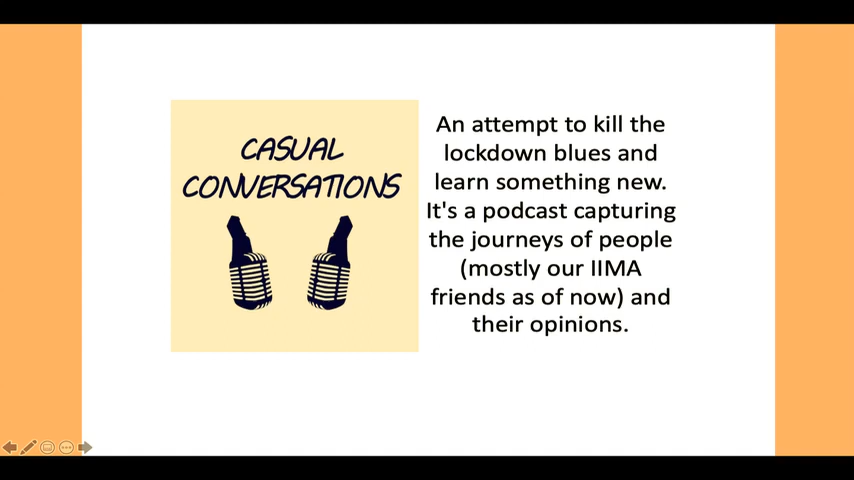 CASUAL
CONVERSATIONS
An attempt to kill the
lockdown blues and
learn something new.
It's a podcast capturing
the journeys of people
(mostly our IIMA
friends as of now) and
their opinions.